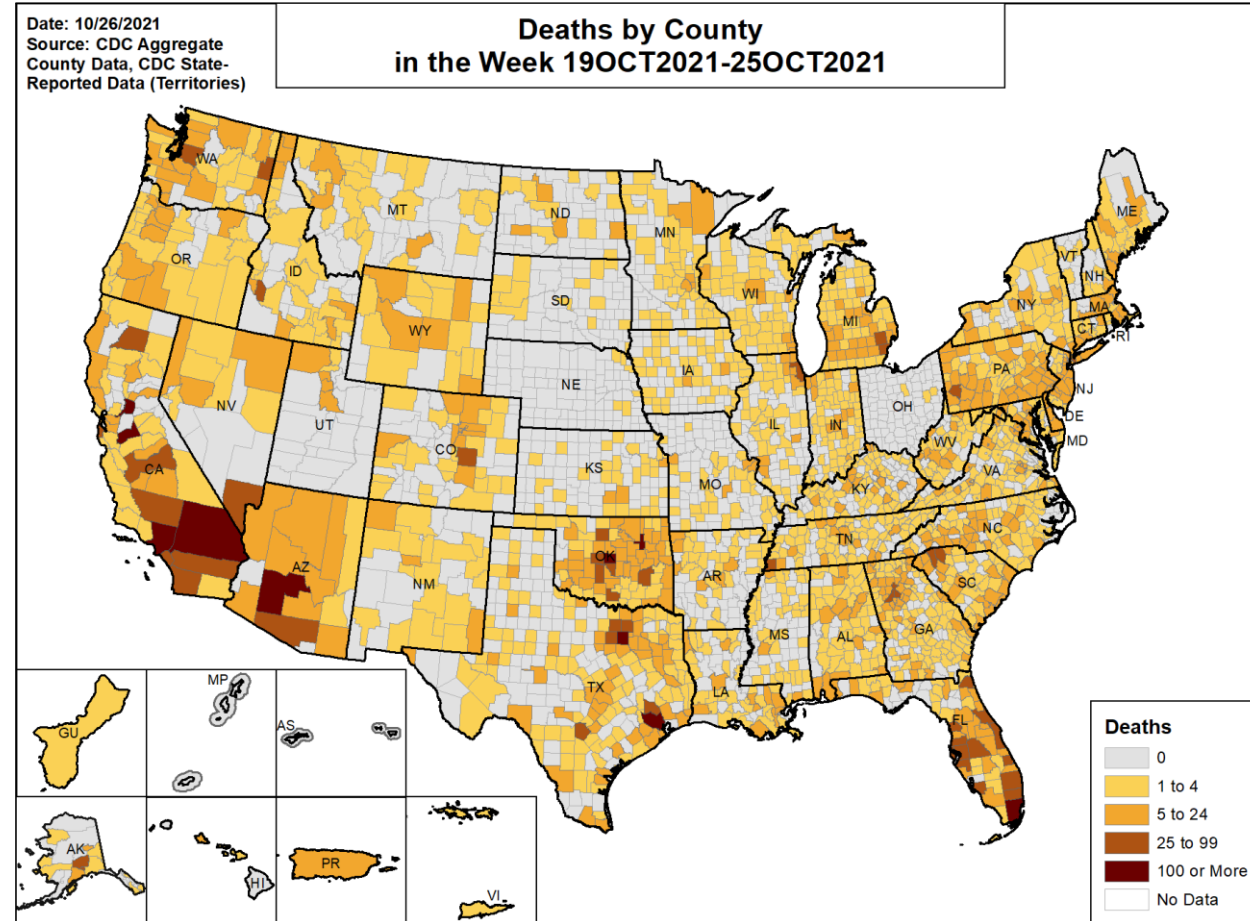 Date: 10/26/2021
Source: CDC Aggregate
County Data, CDC State-
Reported Data (Territories)
Deaths by County
in the Week 19OCT2021-25OCT2021
WA
MT
ND
MN
ME
OR
ID
SD
WI
MI
VT
NH
NY
MA
CT
RI
WY
IA
PA
NJ
NE
NV
UT
CO
IL
IN
OH
DE
MD
WV
VA
CA
KS
MO
KY
NC
TN
AZ
NM
OK
AR
SC
MS
AL
GA
TX
LA
FL
GU
MP
AS
AK
HI
PR
VI
Deaths
0
1 to 4
5 to 24
25 to 99
100 or More
No Data